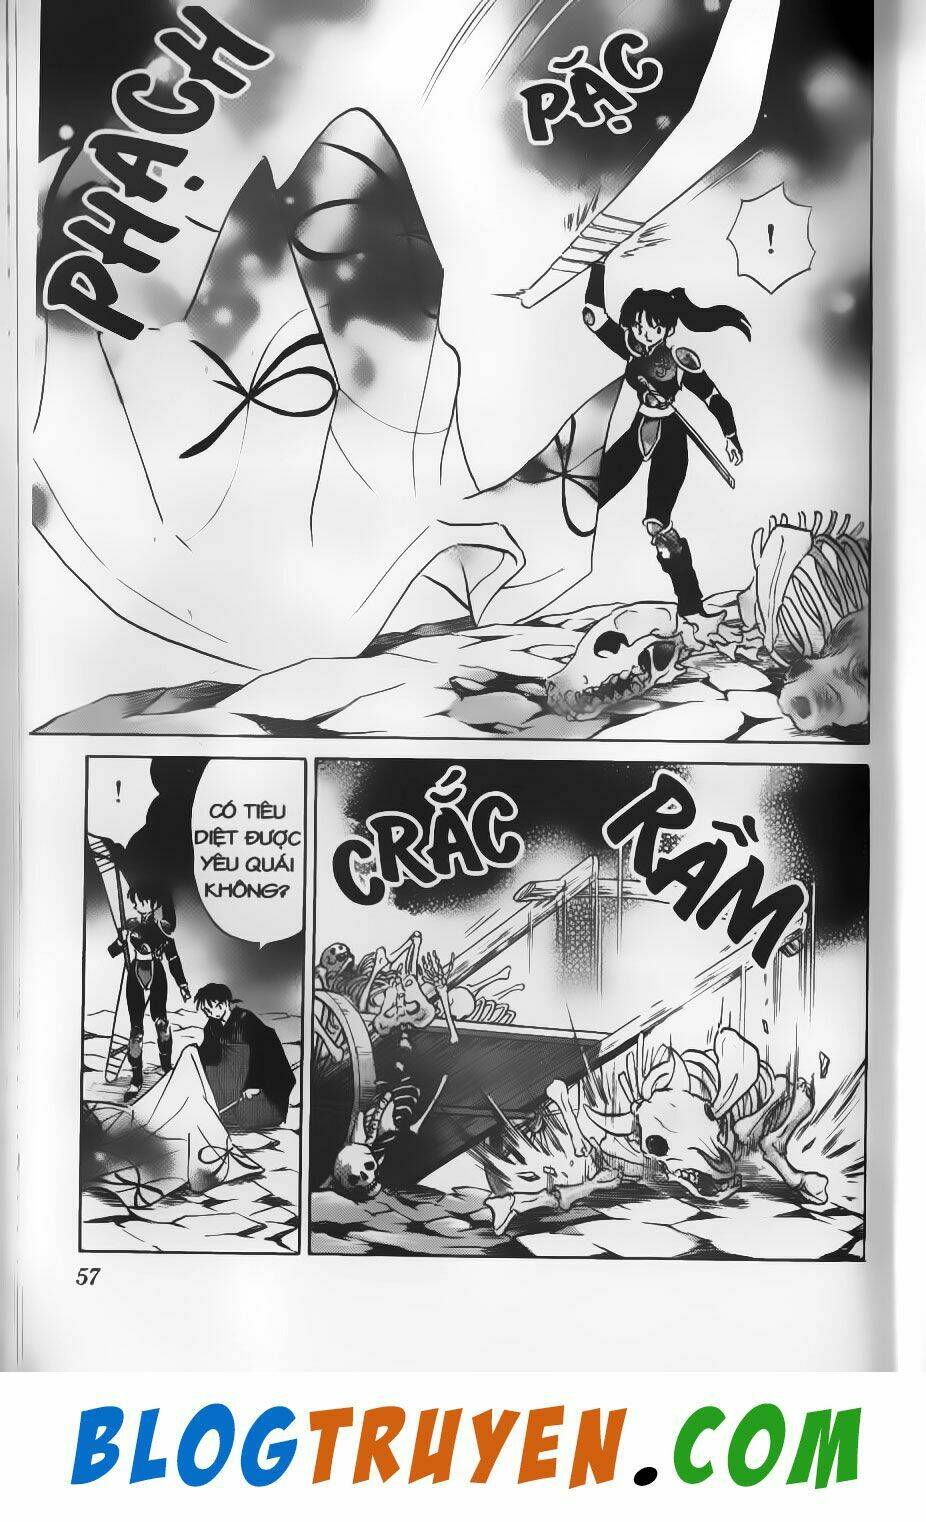 PHẠCH
PẶC
!
CRẮC
RẦM
!
CÓ TIÊU
DIỆT ĐƯỢC
YÊU QUÁI
KHÔNG?
57
BLOGTRUYEN.COM